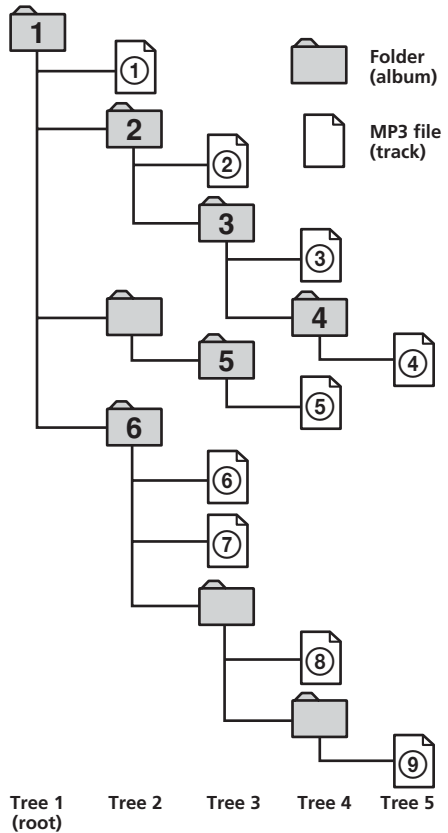 1
①
Folder
(album)
2
MP3 file
(track)
②
3
③
4
④
5
⑤
6
⑥
⑦
⑧
⑨
Tree 1
(root)
Tree 2
Tree 3
Tree 4
Tree 5